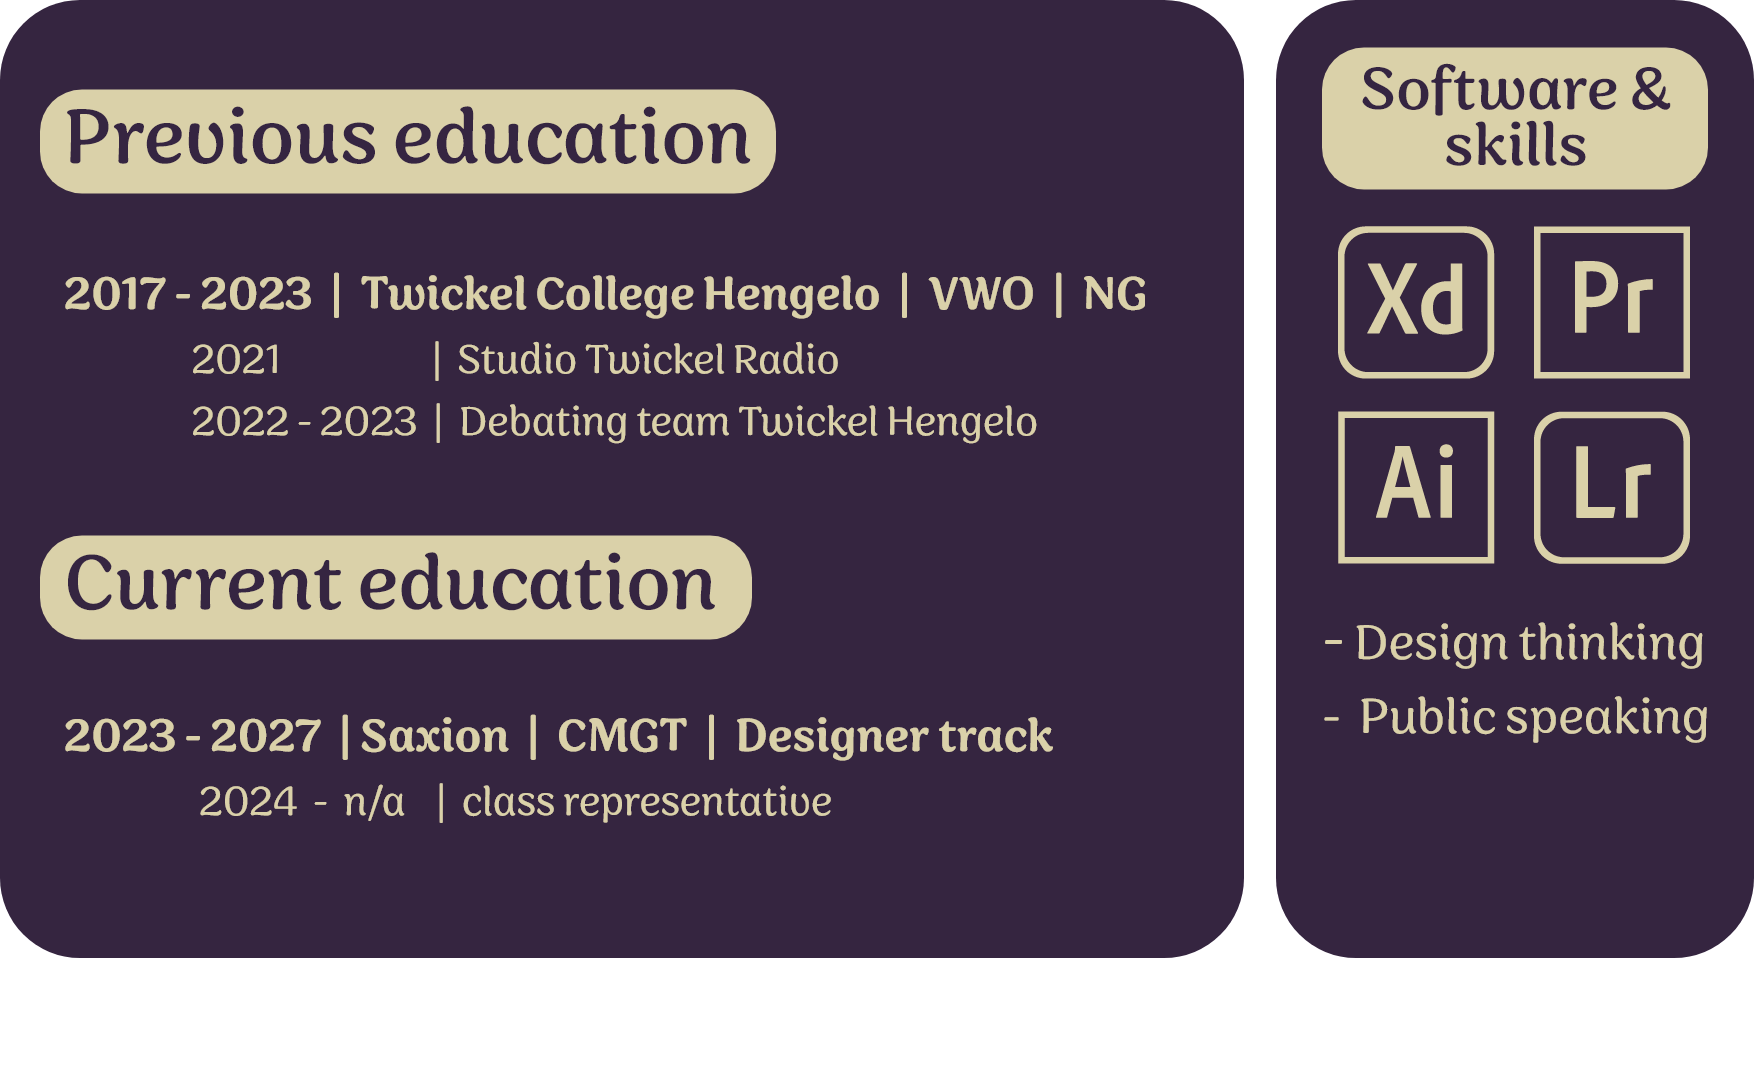 Previous education
2017 - 2023 | Twickel College Hengelo | VWO | NG
2021 | Studio Twickel Radio
2022 - 2023 | Debating team Twickel Hengelo
Current education
2023 - 2027 | Saxion | CMGT | Designer track
2024 - n/a | class representative
Software &
skills
Xd Pr
Ai Lr
- Design thinking
- Public speaking